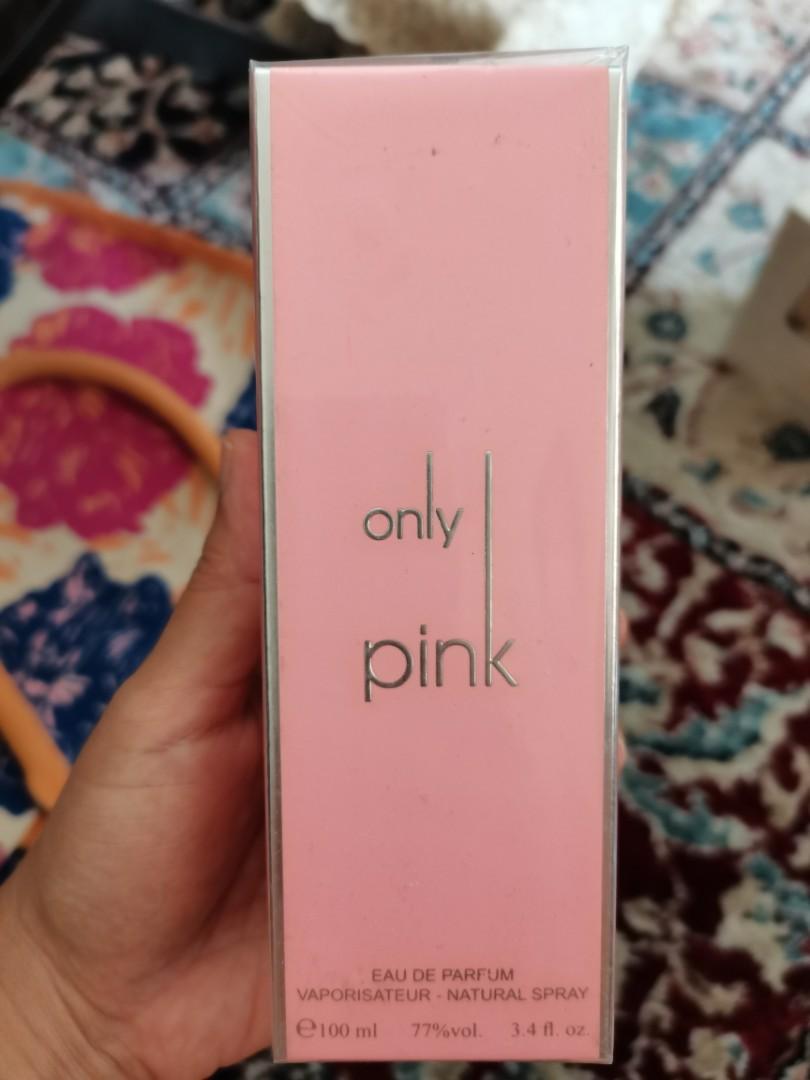 only
pink
EAU DE PARFUM
VAPORISATEUR - NATURAL SPRAY
℮100 ml 77%vol. 3.4 fl. oz.